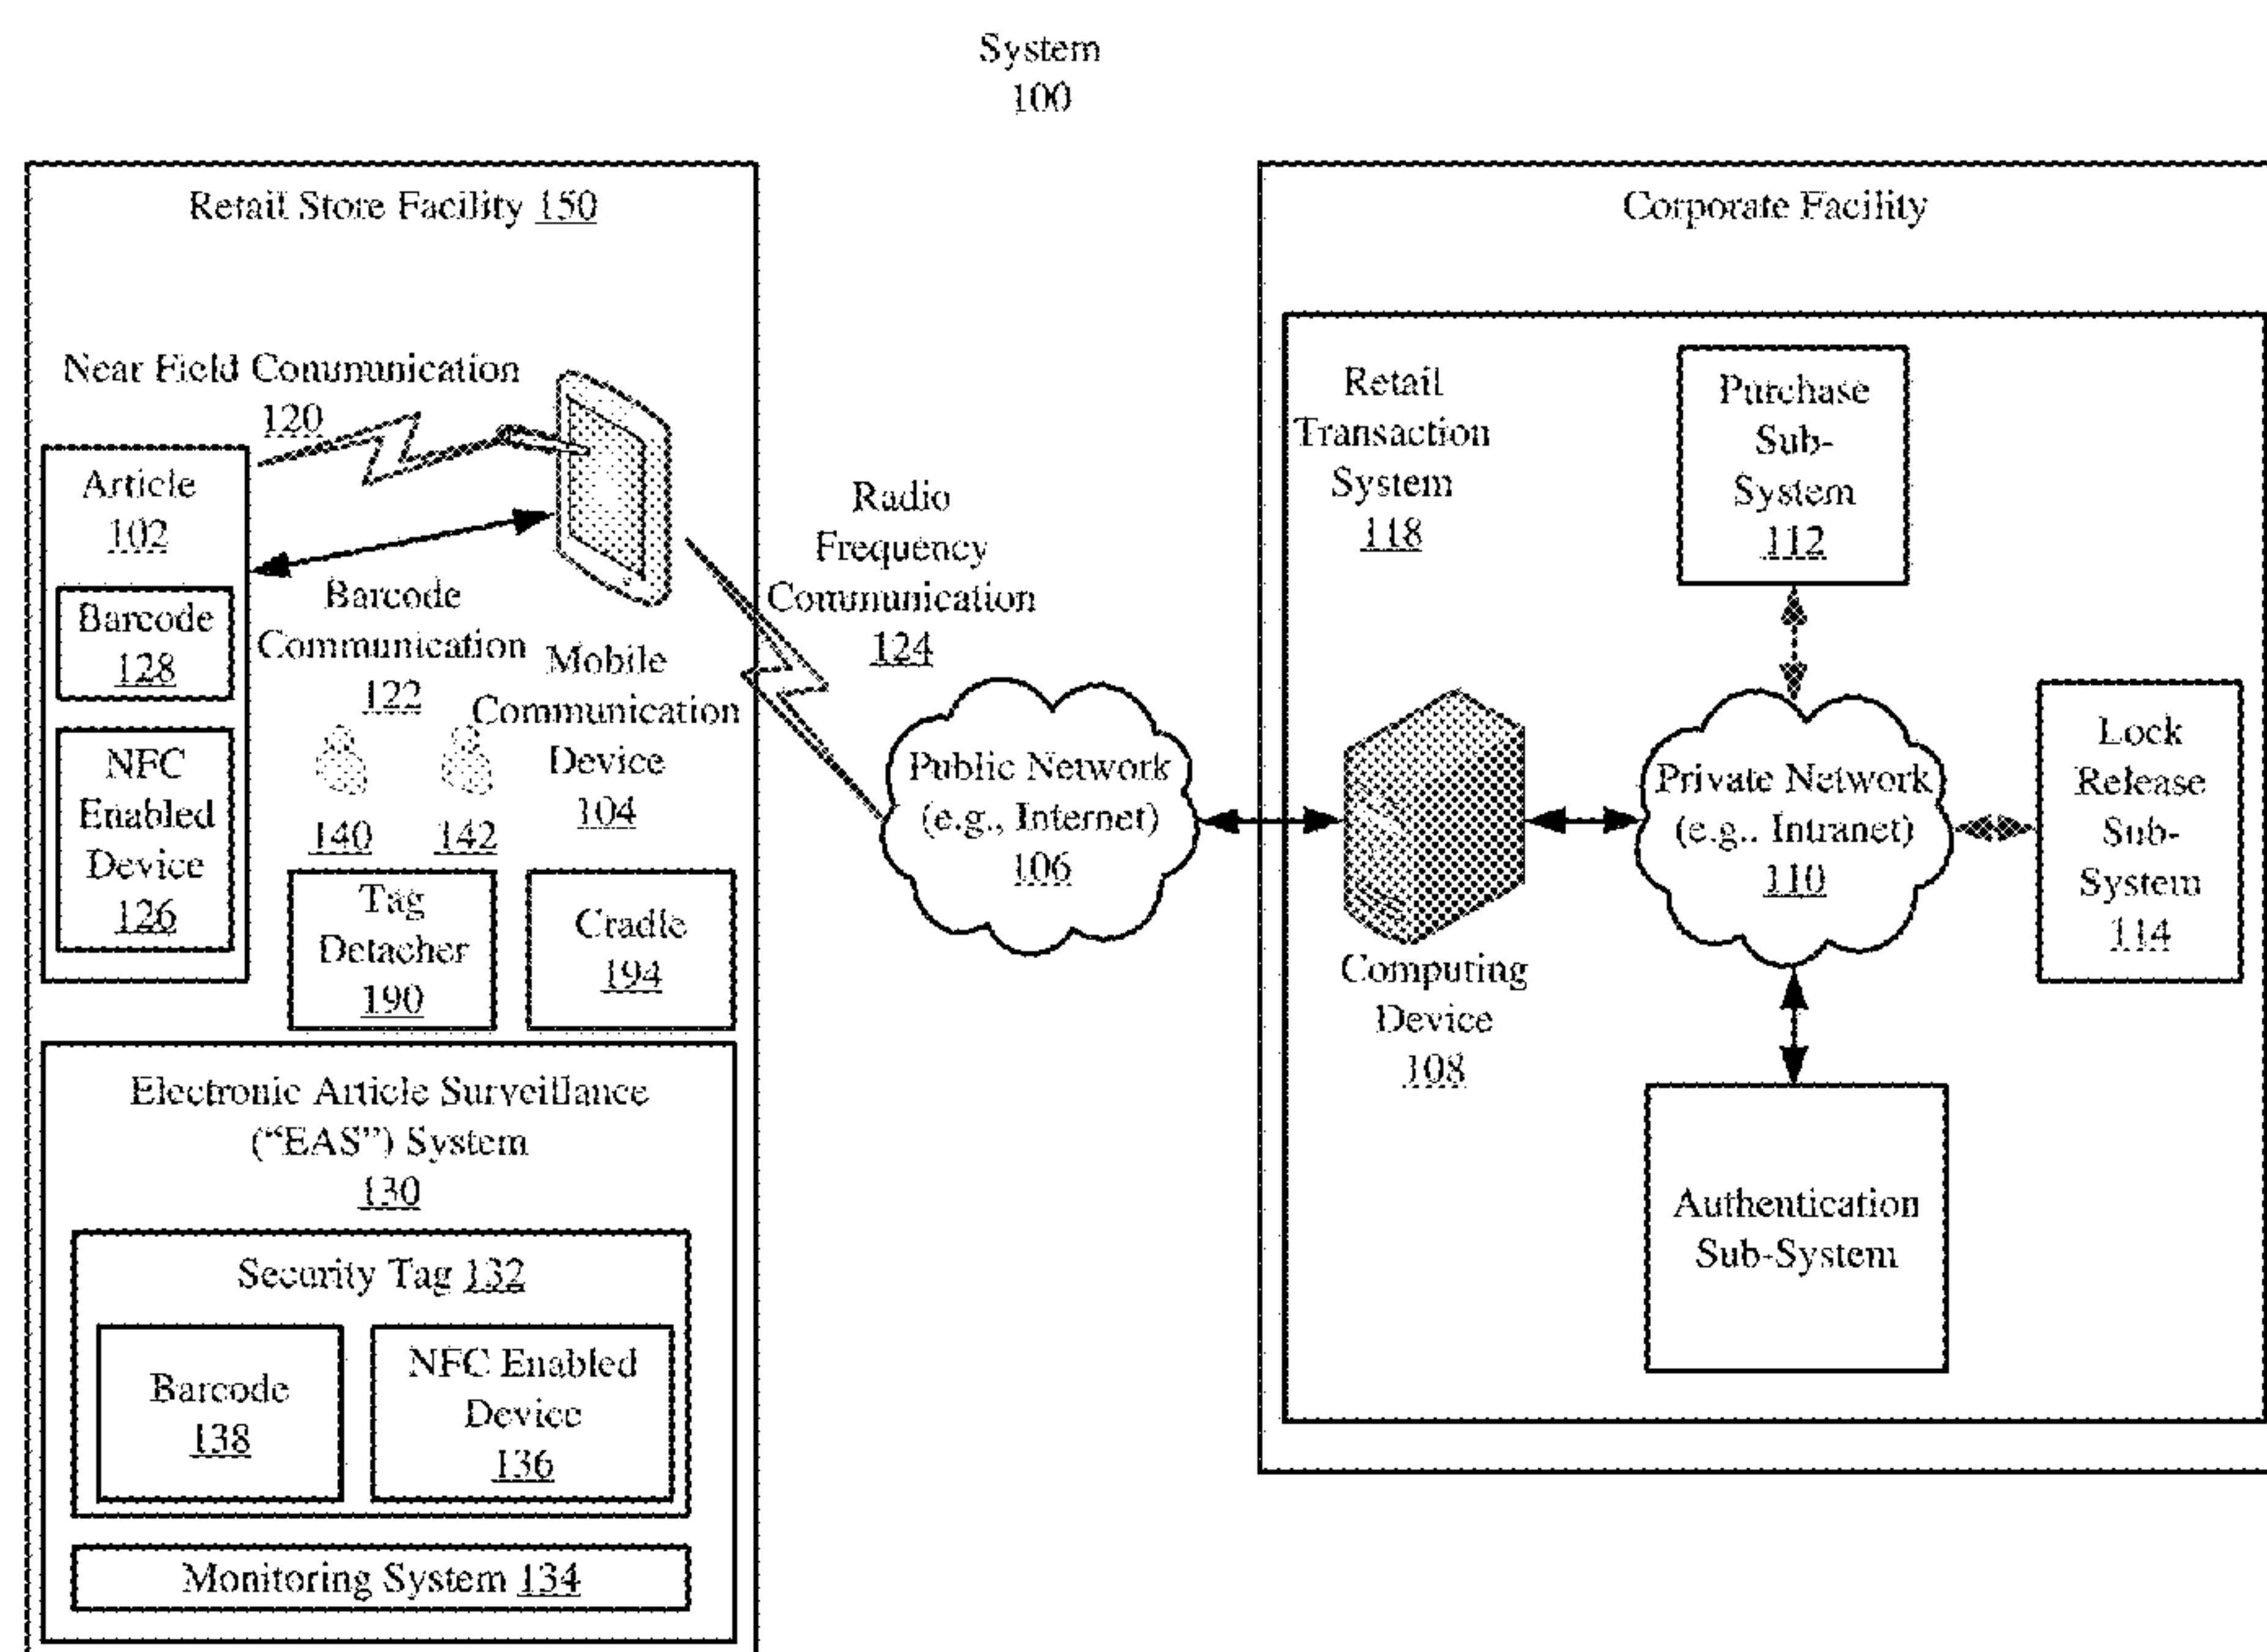 System
100
Retail Store Facility 150
Near Field Communication
120
Article
102
Barcode
128
NFC
Enabled
Device
126
Barcode
Communication
122
Mobile
Communication
Device
104
140
142
Tag
Detacher
190
Cradle
194
Electronic Article Surveillance
(“EAS”) System
130
Security Tag 132
Barcode
138
NFC Enabled
Device
136
Monitoring System 134
Radio
Frequency
Communication
124
Public Network
(e.g., Internet)
106
Corporate Facility
Retail
Transaction
System
118
Purchase
Sub-
System
112
Computing
Device
108
Private Network
(e.g., Intranet)
110
Lock
Release
Sub-
System
114
Authentication
Sub-System